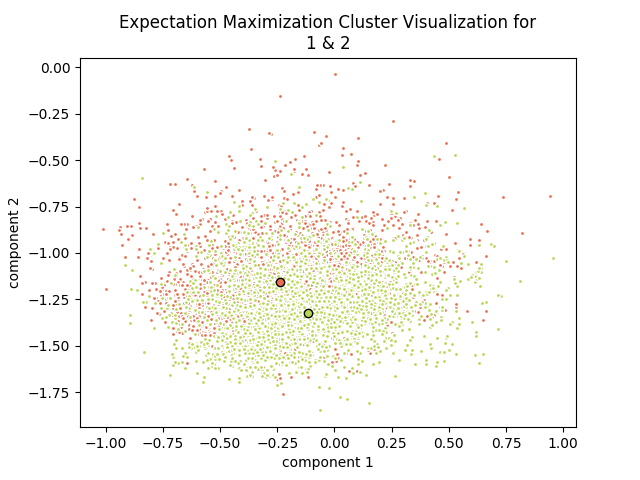 Expectation Maximization Cluster Visualization for
1 & 2
0.00
−0.25
−0.50
−0.75
−1.00
−1.25
−1.50
−1.75
component 2
−1.00 −0.75 −0.50 −0.25 0.00 0.25 0.50 0.75 1.00
component 1